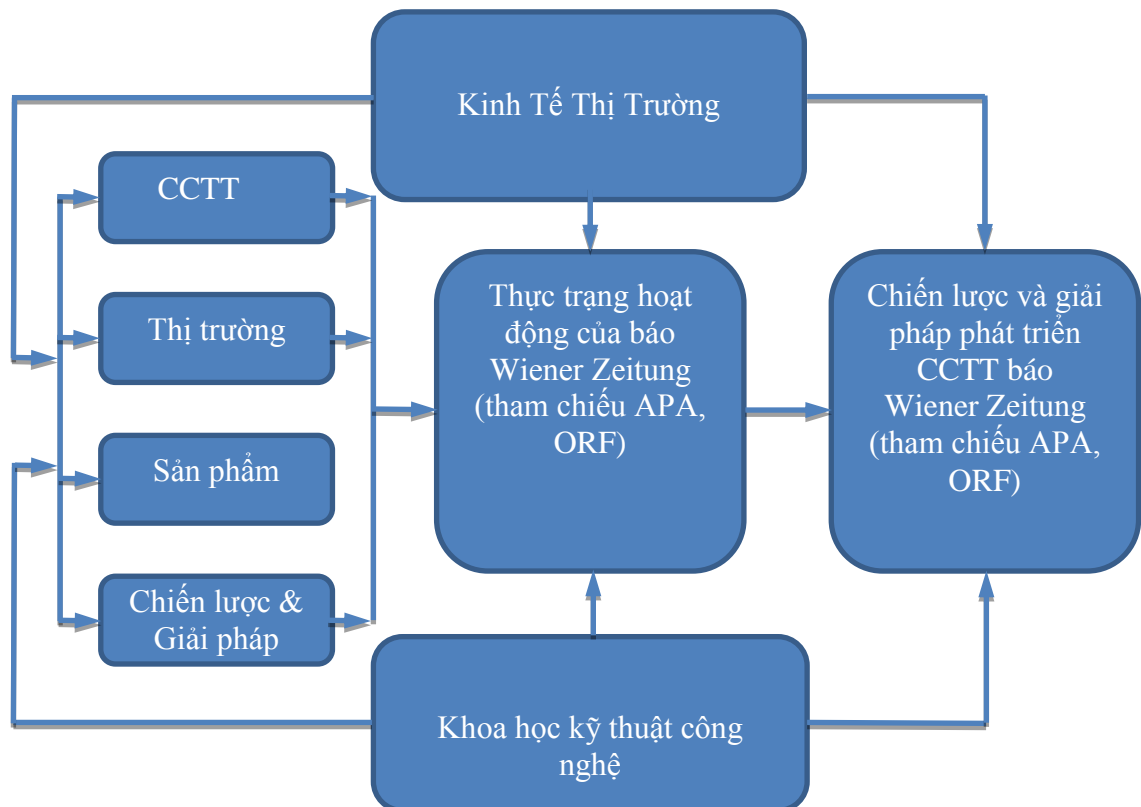 Kinh Tế Thị Trường
CCTT
Thị trường
Sản phẩm
Chiến lược &
Giải pháp
Thực trạng hoạt
động của báo
Wiener Zeitung
(tham chiếu APA,
ORF)
Chiến lược và giải
pháp phát triển
CCTT báo
Wiener Zeitung
(tham chiếu APA,
ORF)
Khoa học kỹ thuật công
nghệ